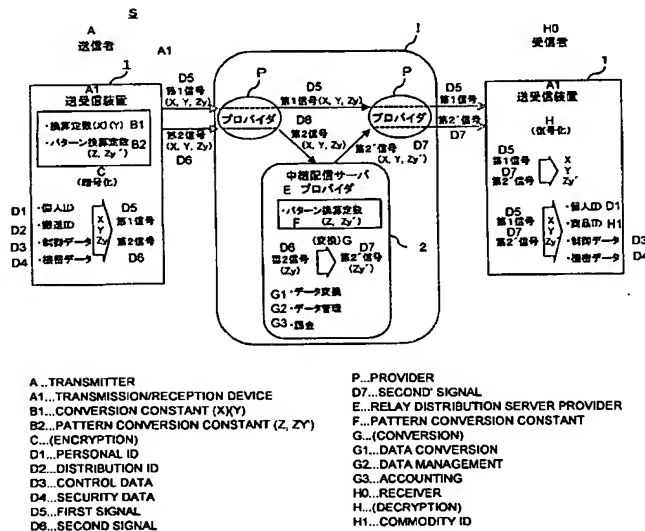 S
A
送信者
A1
1
A1
送受信装置
・換算定数(X)(Y) B1
・パターン換算定数 B2
(Z, Zy´)
C
(暗号化)
D1 ・個人ID
D2 ・搬送ID
D3 ・制御データ
D4 ・機密データ
X
Y
Zy
D5
第1信号
第2信号
D6
D5
第1信号
(X, Y, Zy)
第2信号
(X, Y, Zy)
D6
I
P
プロバイダ
D5
第1信号(X, Y, Zy)
D6
第2信号
(X, Y, Zy)
P
プロバイダ
第2´信号
(X, Y, Zy´)
D7
中継配信サーバ
E プロバイダ
・パターン換算定数
F (Z, Zy´)
(変換)G
D6
第2信号
(Zy)
D7
第2´信号
(Zy´)
G1 ・データ変換
G2 ・データ管理
G3 ・課金
2
D5
第1信号
第2´信号
D7
H0
受信者
1
A1
送受信装置
H
(復号化)
D5
第1信号
D7
第2´信号
X
Y
Zy´
D5
第1信号
D7
第2´信号
X
Y
Zy´
・個人ID D1
・商品ID H1
・制御データ D3
・機密データ D4
A...TRANSMITTER
A1...TRANSMISSION/RECEPTION DEVICE
B1...CONVERSION CONSTANT (X)(Y)
B2...PATTERN CONVERSION CONSTANT (Z, ZY')
C...(ENCRYPTION)
D1...PERSONAL ID
D2...DISTRIBUTION ID
D3...CONTROL DATA
D4...SECURITY DATA
D5...FIRST SIGNAL
D6...SECOND SIGNAL
P...PROVIDER
D7...SECOND' SIGNAL
E...RELAY DISTRIBUTION SERVER PROVIDER
F...PATTERN CONVERSION CONSTANT
G...(CONVERSION)
G1...DATA CONVERSION
G2...DATA MANAGEMENT
G3...ACCOUNTING
H0...RECEIVER
H...(DECRYPTION)
H1...COMMODITY ID